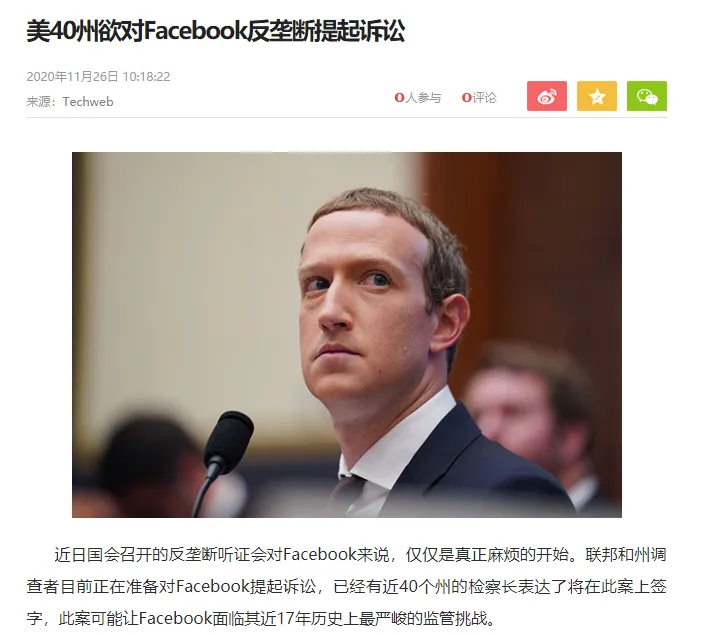 美40州欲对Facebook反垄断提起诉讼
2020年11月26日 10:18:22
来源：Techweb
0人参与 0评论
近日国会召开的反垄断听证会对Facebook来说，仅仅是真正麻烦的开始。联邦和州调
查者目前正在准备对Facebook提起诉讼，已经有近40个州的检察长表达了将在此案上签
字，此案可能让Facebook面临其近17年历史上最严峻的监管挑战。